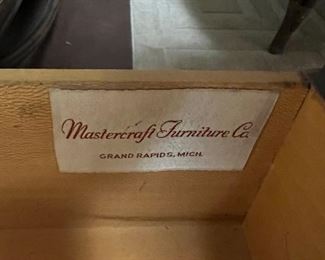 Mastercraft Furniture Co.
GRAND RAPIDS, MICH.